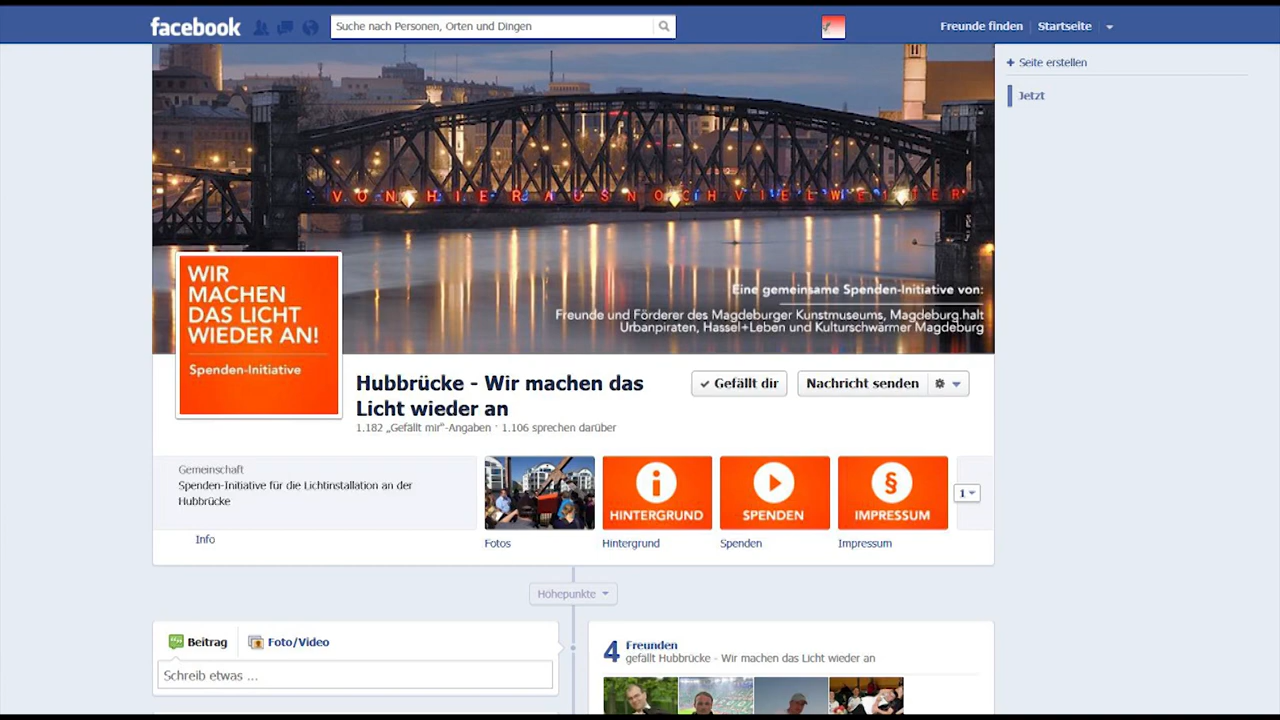 facebook
Suche nach Personen, Orten und Dingen
Freunde finden
Startseite
Seite erstellen
Jetzt
VON HIER AUS NOCH VIEL WEITER
WIR
MACHEN
DAS LICHT
WIEDER AN!
Spenden-Initiative
Eine gemeinsame Spenden-Initiative von:
Freunde und Förderer des Magdeburger Kunstmuseums, Magdeburg.halt
Urbanpiraten, Hassel+Leben und Kulturschwärmer Magdeburg
Hubbrücke - Wir machen das
Licht wieder an
Gefällt dir
Nachricht senden
1.182 „Gefällt mir“-Angaben · 1.106 sprechen darüber
Gemeinschaft
Spenden-Initiative für die Lichtinstallation an der
Hubbrücke
Info
HINTERGRUND
SPENDEN
IMPRESSUM
1
Fotos
Hintergrund
Spenden
Impressum
Höhepunkte
Beitrag
Foto/Video
Schreib etwas ...
4 Freunden
gefällt Hubbrücke - Wir machen das Licht wieder an